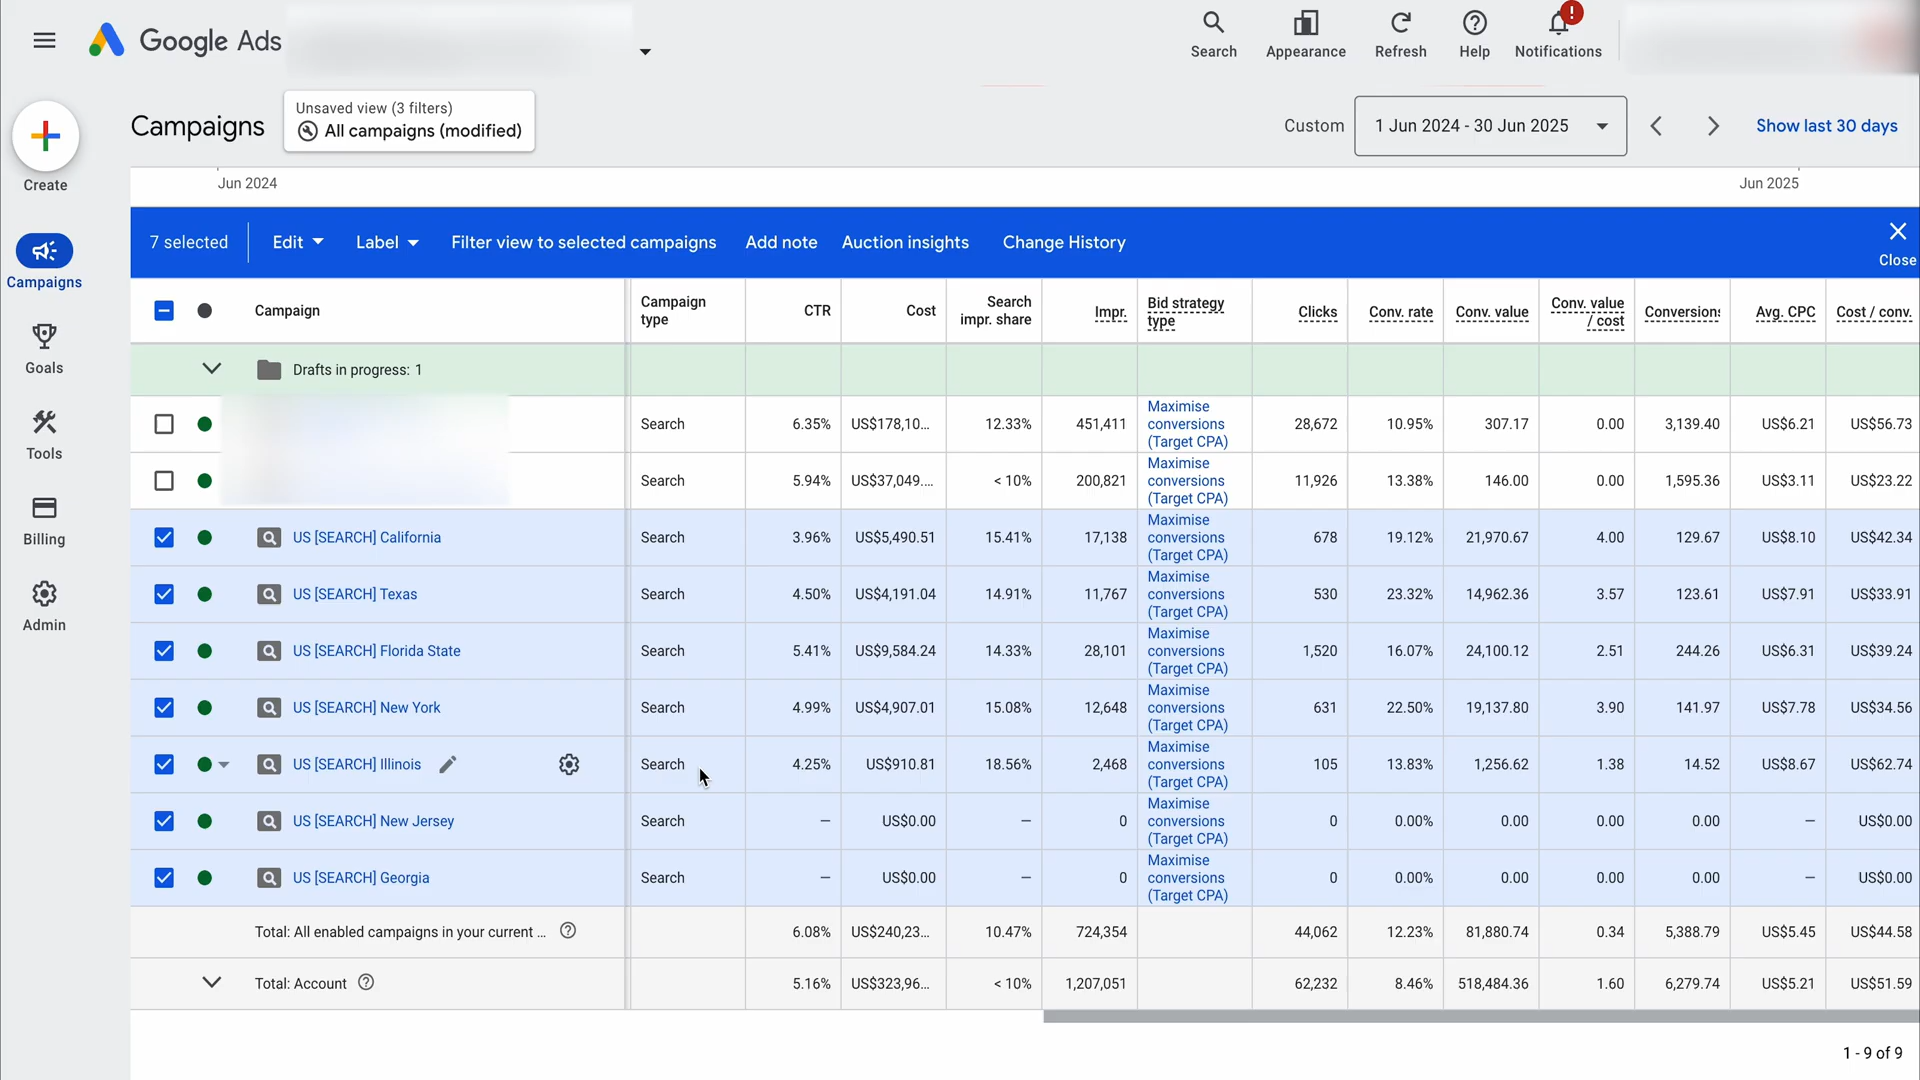 Google Ads
Search
Appearance
Refresh
Help
Notifications
!
Create
Campaigns
Goals
Tools
Billing
Admin
Campaigns
Unsaved view (3 filters)
All campaigns (modified)
Custom
1 Jun 2024 - 30 Jun 2025
Show last 30 days
Jun 2024
Jun 2025
7 selected
Edit
Label
Filter view to selected campaigns
Add note
Auction insights
Change History
Close
Campaign
Campaign type
CTR
Cost
Search impr. share
Impr.
Bid strategy type
Clicks
Conv. rate
Conv. value
Conv. value / cost
Conversions
Avg. CPC
Cost / conv.
Drafts in progress: 1
Search 6.35% US$178,10... 12.33% 451,411 Maximise conversions (Target CPA) 28,672 10.95% 307.17 0.00 3,139.40 US$6.21 US$56.73
Search 5.94% US$37,049.... < 10% 200,821 Maximise conversions (Target CPA) 11,926 13.38% 146.00 0.00 1,595.36 US$3.11 US$23.22
US [SEARCH] California Search 3.96% US$5,490.51 15.41% 17,138 Maximise conversions (Target CPA) 678 19.12% 21,970.67 4.00 129.67 US$8.10 US$42.34
US [SEARCH] Texas Search 4.50% US$4,191.04 14.91% 11,767 Maximise conversions (Target CPA) 530 23.32% 14,962.36 3.57 123.61 US$7.91 US$33.91
US [SEARCH] Florida State Search 5.41% US$9,584.24 14.33% 28,101 Maximise conversions (Target CPA) 1,520 16.07% 24,100.12 2.51 244.26 US$6.31 US$39.24
US [SEARCH] New York Search 4.99% US$4,907.01 15.08% 12,648 Maximise conversions (Target CPA) 631 22.50% 19,137.80 3.90 141.97 US$7.78 US$34.56
US [SEARCH] Illinois Search 4.25% US$910.81 18.56% 2,468 Maximise conversions (Target CPA) 105 13.83% 1,256.62 1.38 14.52 US$8.67 US$62.74
US [SEARCH] New Jersey Search – US$0.00 – 0 Maximise conversions (Target CPA) 0 0.00% 0.00 0.00 0.00 – US$0.00
US [SEARCH] Georgia Search – US$0.00 – 0 Maximise conversions (Target CPA) 0 0.00% 0.00 0.00 0.00 – US$0.00
Total: All enabled campaigns in your current ... 6.08% US$240,23... 10.47% 724,354 44,062 12.23% 81,880.74 0.34 5,388.79 US$5.45 US$44.58
Total: Account 5.16% US$323,96... < 10% 1,207,051 62,232 8.46% 518,484.36 1.60 6,279.74 US$5.21 US$51.59
1 - 9 of 9